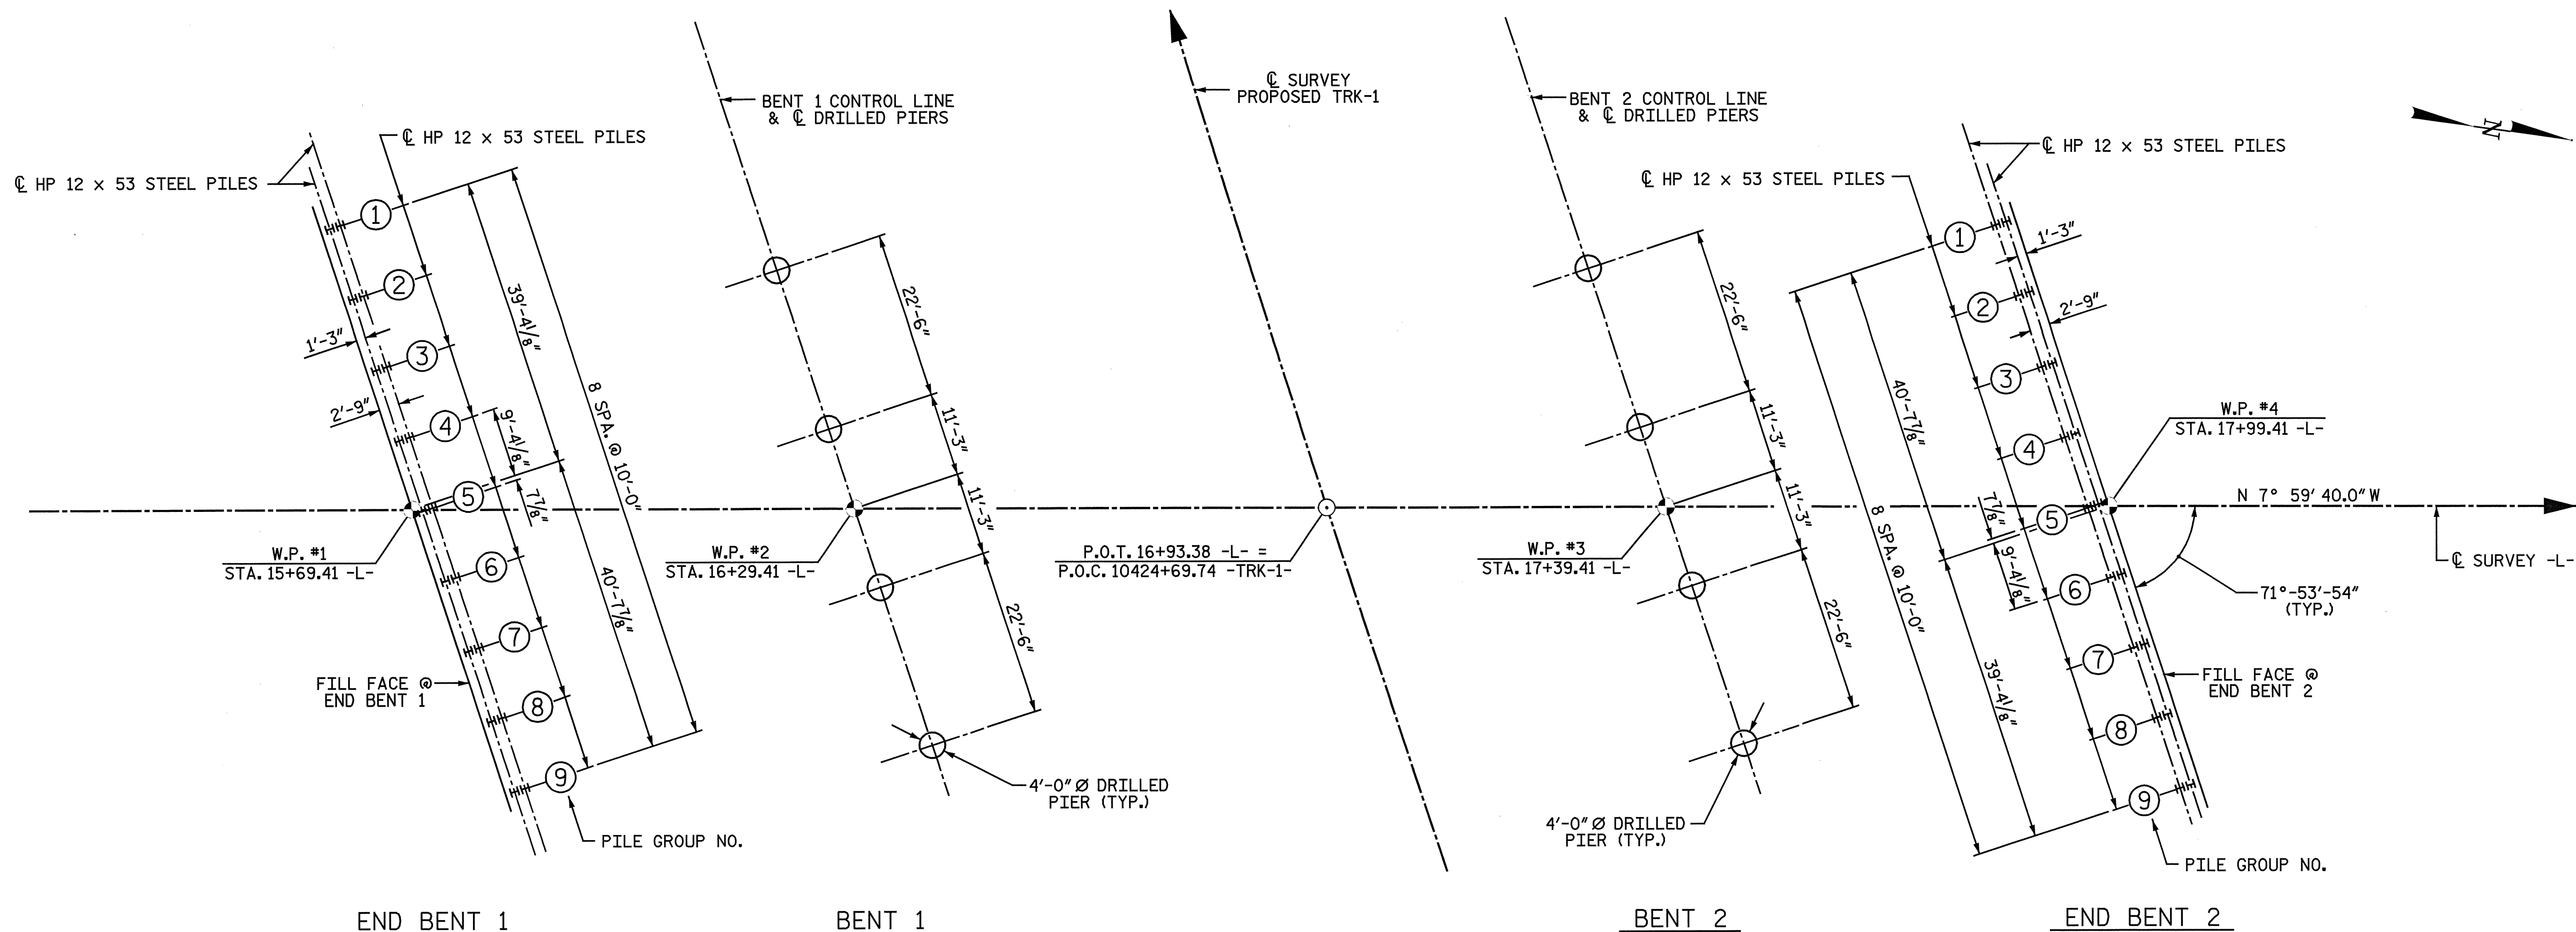 ℄ HP 12 x 53 STEEL PILES
℄ HP 12 x 53 STEEL PILES
1
2
3
4
5
6
7
8
9
1'-3"
2'-9"
39'-4⅛"
8 SPA. @ 10'-0"
9'-4⅛"
7⅞"
40'-7⅞"
W.P. #1
STA. 15+69.41 -L-
FILL FACE @
END BENT 1
PILE GROUP NO.
END BENT 1
BENT 1 CONTROL LINE
& ℄ DRILLED PIERS
22'-6"
11'-3"
11'-3"
22'-6"
W.P. #2
STA. 16+29.41 -L-
4'-0" Ø DRILLED
PIER (TYP.)
BENT 1
℄ SURVEY
PROPOSED TRK-1
P.O.T. 16+93.38 -L- =
P.O.C. 10424+69.74 -TRK-1-
BENT 2 CONTROL LINE
& ℄ DRILLED PIERS
22'-6"
11'-3"
11'-3"
22'-6"
W.P. #3
STA. 17+39.41 -L-
4'-0" Ø DRILLED
PIER (TYP.)
BENT 2
N
℄ HP 12 x 53 STEEL PILES
℄ HP 12 x 53 STEEL PILES
1
2
3
4
5
6
7
8
9
1'-3"
2'-9"
40'-7⅞"
7⅞"
9'-4⅛"
8 SPA. @ 10'-0"
39'-4⅛"
W.P. #4
STA. 17+99.41 -L-
N 7° 59' 40.0" W
℄ SURVEY -L-
71°-53'-54"
(TYP.)
FILL FACE @
END BENT 2
PILE GROUP NO.
END BENT 2